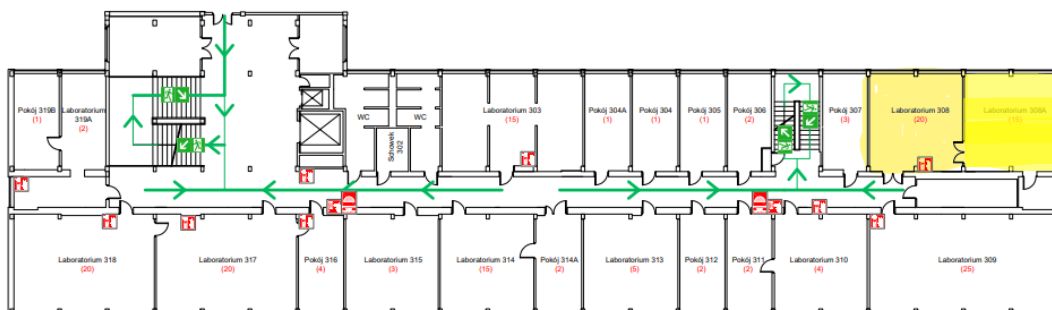 Pokój 319B
(1)
Laboratorium
319A
(2)
WC
Schowek
302
WC
Laboratorium 303
(15)
Pokój 304A
(1)
Pokój 304
(1)
Pokój 305
(1)
Pokój 306
(2)
Pokój 307
(3)
Laboratorium 308
(20)
Laboratorium 308A
(15)
Laboratorium 318
(20)
Laboratorium 317
(20)
Pokój 316
(4)
Laboratorium 315
(3)
Laboratorium 314
(15)
Pokój 314A
(1)
Laboratorium 313
(5)
Pokój 312
(1)
Pokój 311
(2)
Laboratorium 310
(4)
Laboratorium 309
(25)